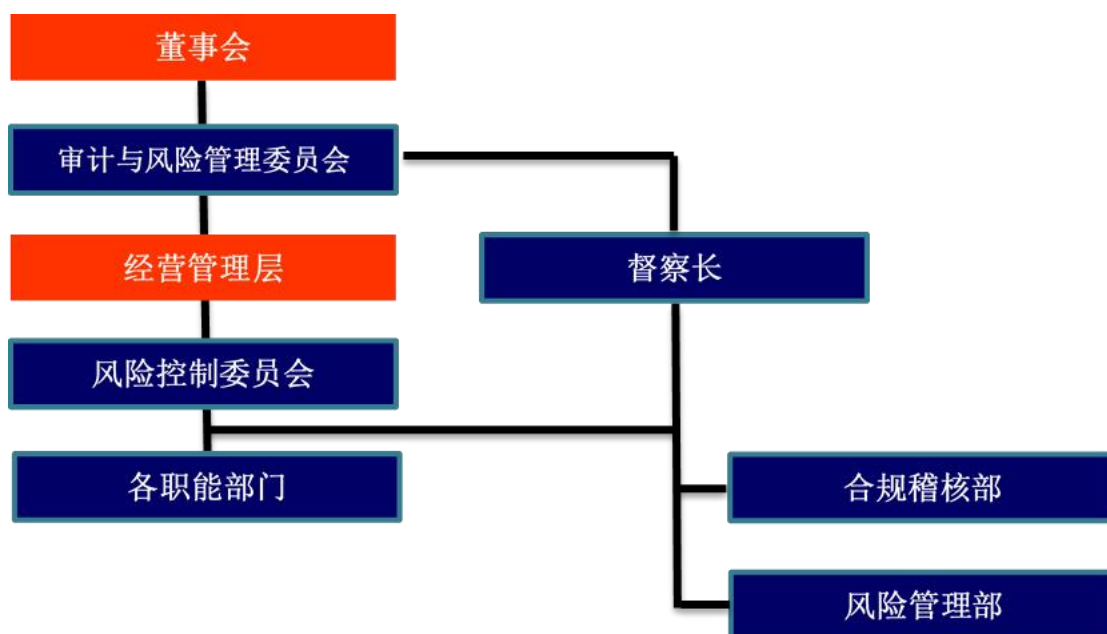 董事会
审计与风险管理委员会
经营管理层
督察长
风险控制委员会
各职能部门
合规稽核部
风险管理部